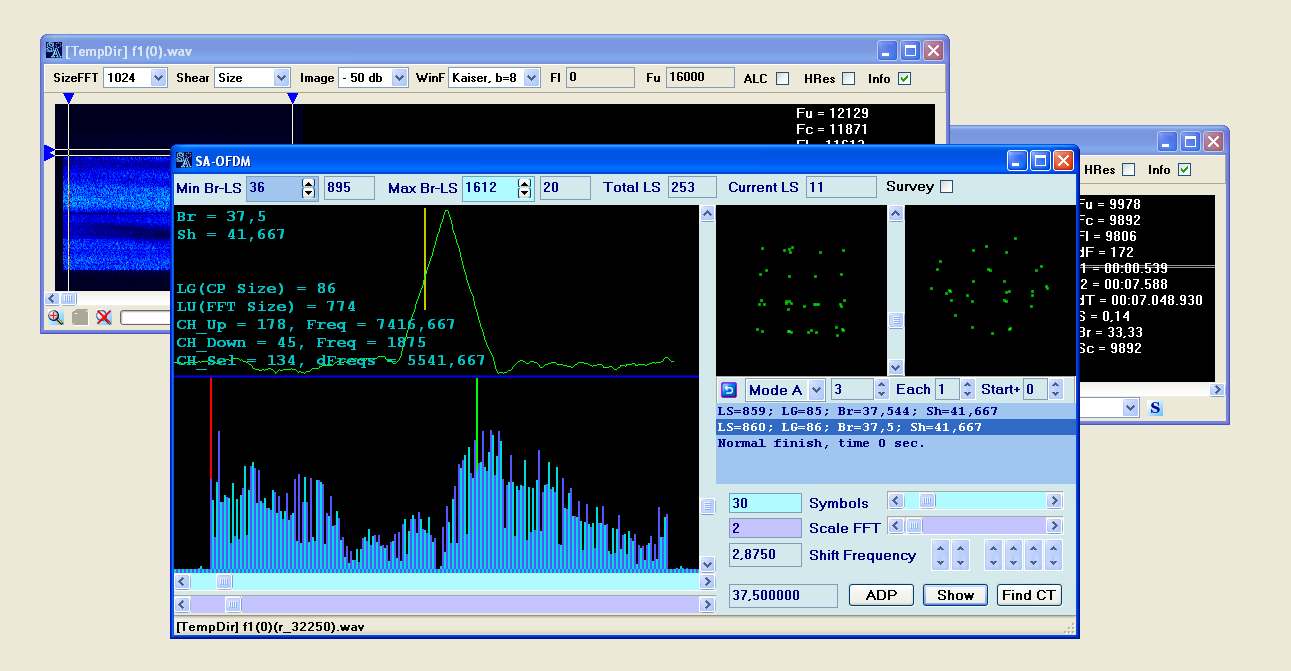 [TempDir] f1(0).wav
SizeFFT 1024 Shear Size Image - 50 db WinF Kaiser, b=8 Fl 0 Fu 16000 ALC HRes Info
Fu = 12129
Fc = 11871
SA-OFDM
Min Br-LS 36 895 Max Br-LS 1612 20 Total LS 253 Current LS 11 Survey
Br = 37,5
Sh = 41,667
LG(CP Size) = 86
LU(FFT Size) = 774
CH_Up = 178, Freq = 7416,667
CH_Down = 45, Freq = 1875
CH_Sel = 134, dFreqs = 5541,667
Mode A 3 Each 1 Start+ 0
LS=859; LG=85; Br=37,544; Sh=41,667
LS=860; LG=86; Br=37,5; Sh=41,667
Normal finish, time 0 sec.
30 Symbols
2 Scale FFT
2,8750 Shift Frequency
37,500000 ADP Show Find CT
[TempDir] f1(0)(r_32250).wav
HRes Info
Fu = 9978
Fc = 9892
Fl = 9806
dF = 172
= 00:00.539
= 00:07.588
dT = 00:07.048.930
S = 0,14
Br = 33,33
Sc = 9892
S